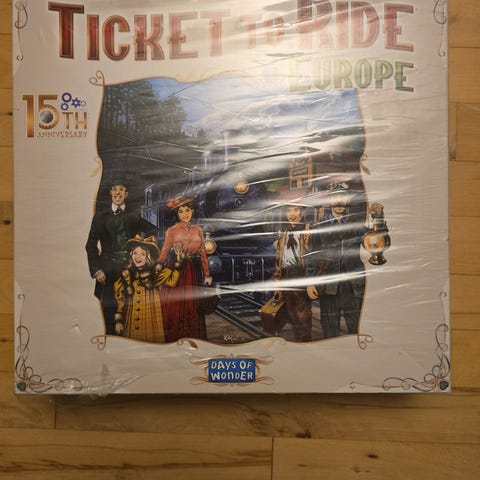 TICKET TO RIDE
EUROPE
15TH
ANNIVERSARY
DAYS OF
WONDER